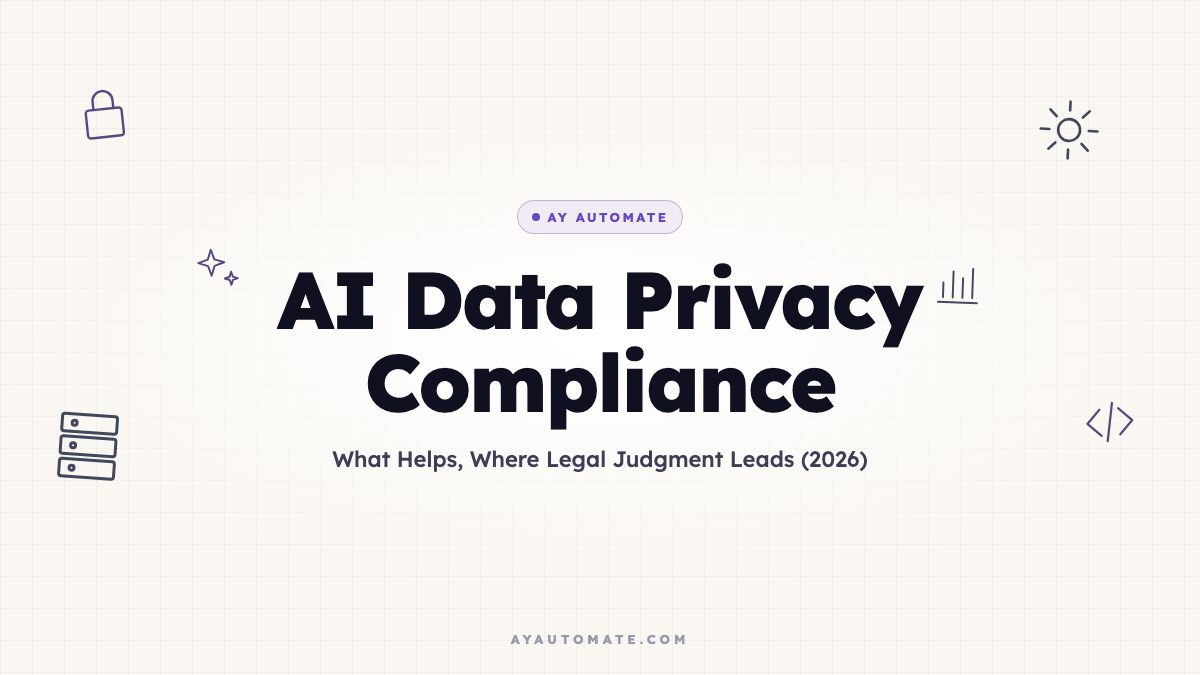 AY AUTOMATE
AI Data Privacy
Compliance
What Helps, Where Legal Judgment Leads (2026)
AYAUTOMATE.COM